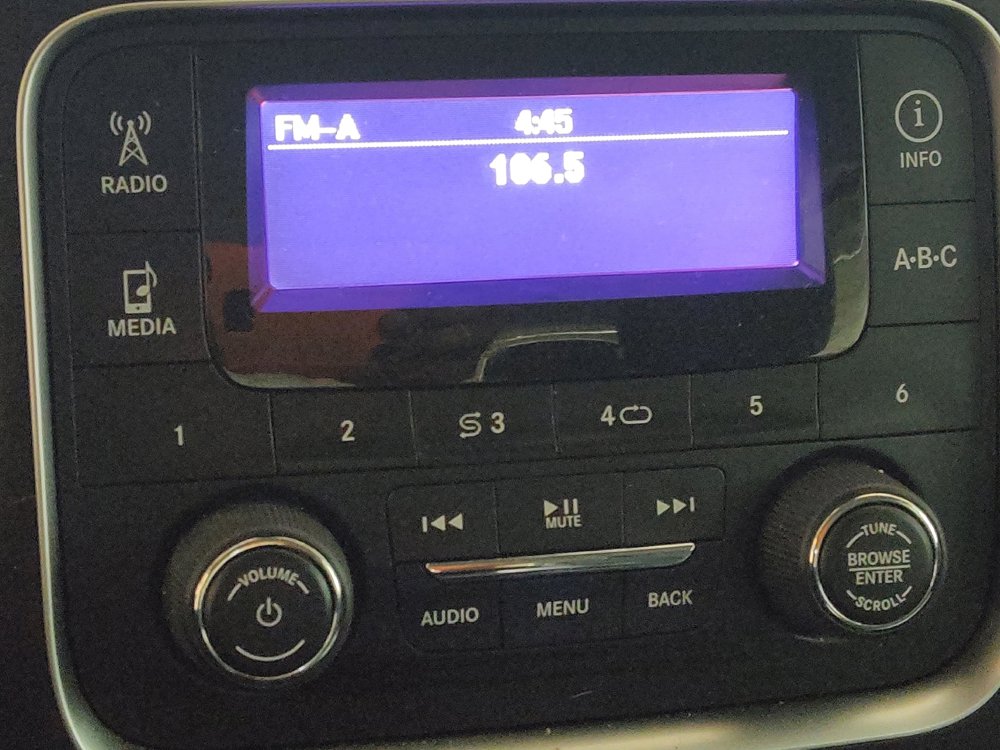 FM-A 4:45
106.5
RADIO
MEDIA
INFO
A·B·C
1 2 3 4 5 6
MUTE
AUDIO MENU BACK
VOLUME
TUNE
BROWSE
ENTER
SCROLL